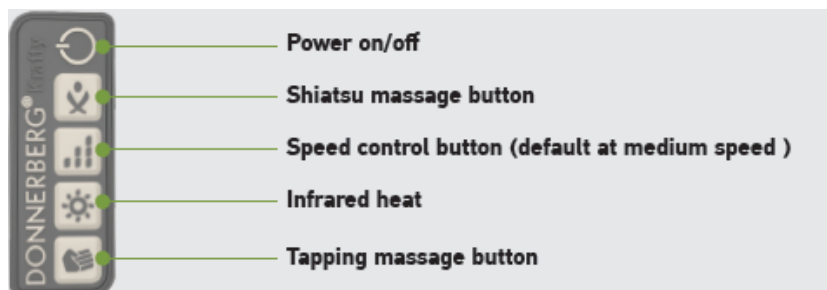 Power on/off
Shiatsu massage button
Speed control button (default at medium speed )
Infrared heat
Tapping massage button
DONNERBERG®
Krafty